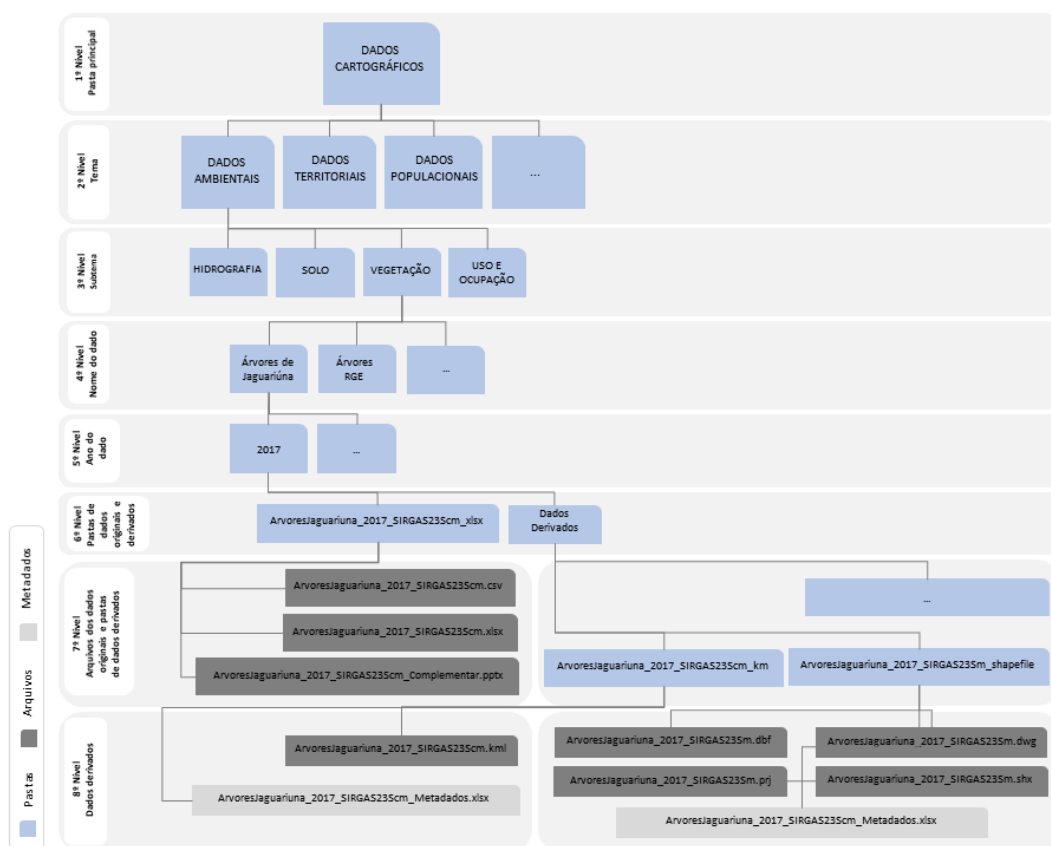 1º Nível
Pasta principal
DADOS
CARTOGRÁFICOS
2º Nível
Tema
DADOS
AMBIENTAIS
DADOS
TERRITORIAIS
DADOS
POPULACIONAIS
...
3º Nível
Subtema
HIDROGRAFIA
SOLO
VEGETAÇÃO
USO E
OCUPAÇÃO
4º Nível
Nome do dado
Árvores de
Jaguariúna
Árvores
RGE
...
5º Nível
Ano do
dado
2017
...
6º Nível
Pastas de
dados
originais e
derivados
ArvoresJaguariuna_2017_SIRGAS23Scm_xlsx
Dados
Derivados
7º Nível
Arquivos dos dados
originais e pastas
de dados derivados
ArvoresJaguariuna_2017_SIRGAS23Scm.csv
ArvoresJaguariuna_2017_SIRGAS23Scm.xlsx
ArvoresJaguariuna_2017_SIRGAS23Scm_Complementar.pptx
...
ArvoresJaguariuna_2017_SIRGAS23Scm_km
ArvoresJaguariuna_2017_SIRGAS23Sm_shapefile
8º Nível
Dados derivados
ArvoresJaguariuna_2017_SIRGAS23Scm.kml
ArvoresJaguariuna_2017_SIRGAS23Scm_Metadados.xlsx
ArvoresJaguariuna_2017_SIRGAS23Sm.dbf
ArvoresJaguariuna_2017_SIRGAS23Sm.dwg
ArvoresJaguariuna_2017_SIRGAS23Sm.prj
ArvoresJaguariuna_2017_SIRGAS23Sm.shx
ArvoresJaguariuna_2017_SIRGAS23Scm_Metadados.xlsx
Pastas
Arquivos
Metadados